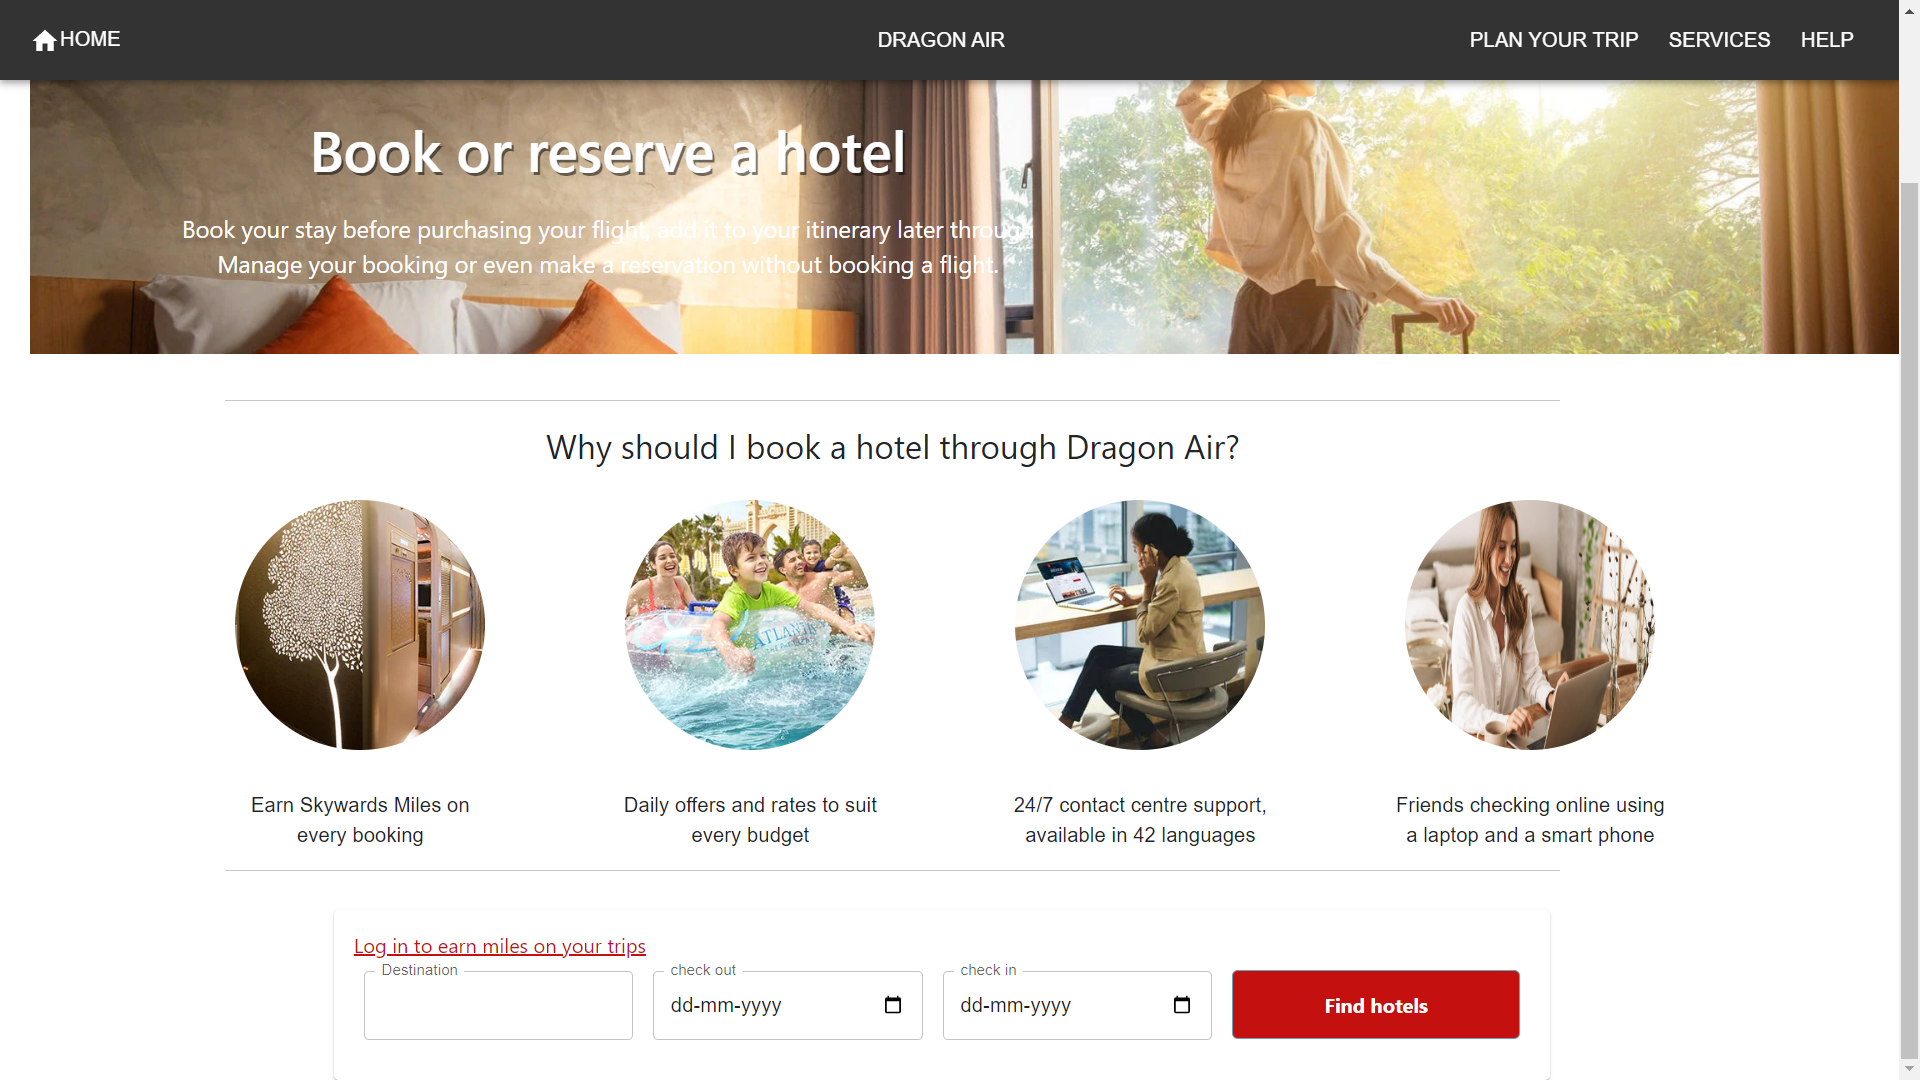 HOME
DRAGON AIR
PLAN YOUR TRIP
SERVICES
HELP
Book or reserve a hotel
Book your stay before purchasing your flight, add it to your itinerary later through
Manage your booking or even make a reservation without booking a flight.
Why should I book a hotel through Dragon Air?
ATLANTIS
Earn Skywards Miles on
every booking
Daily offers and rates to suit
every budget
24/7 contact centre support,
available in 42 languages
Friends checking online using
a laptop and a smart phone
Log in to earn miles on your trips
Destination
check out
dd-mm-yyyy
check in
dd-mm-yyyy
Find hotels